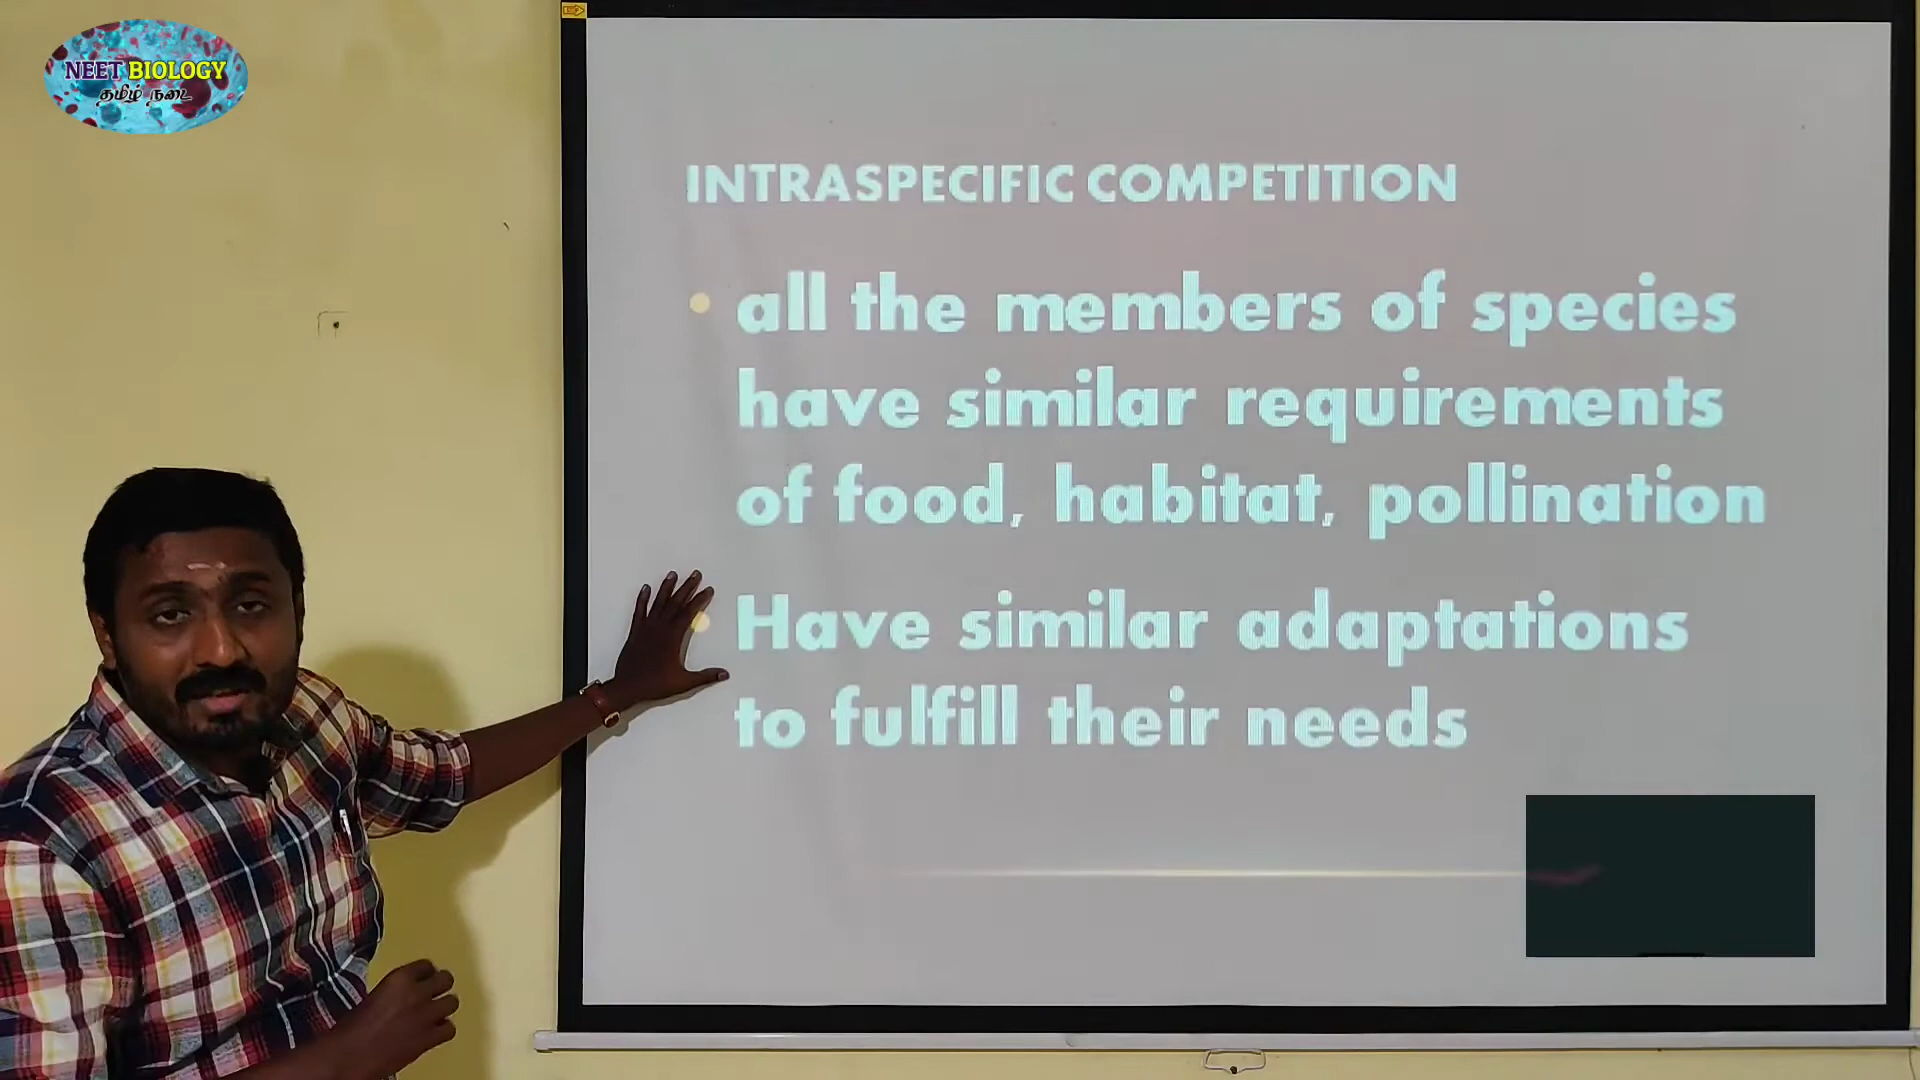 NEET BIOLOGY
தமிழ் நடை
INTRASPECIFIC COMPETITION
• all the members of species
have similar requirements
of food, habitat, pollination
• Have similar adaptations
to fulfill their needs